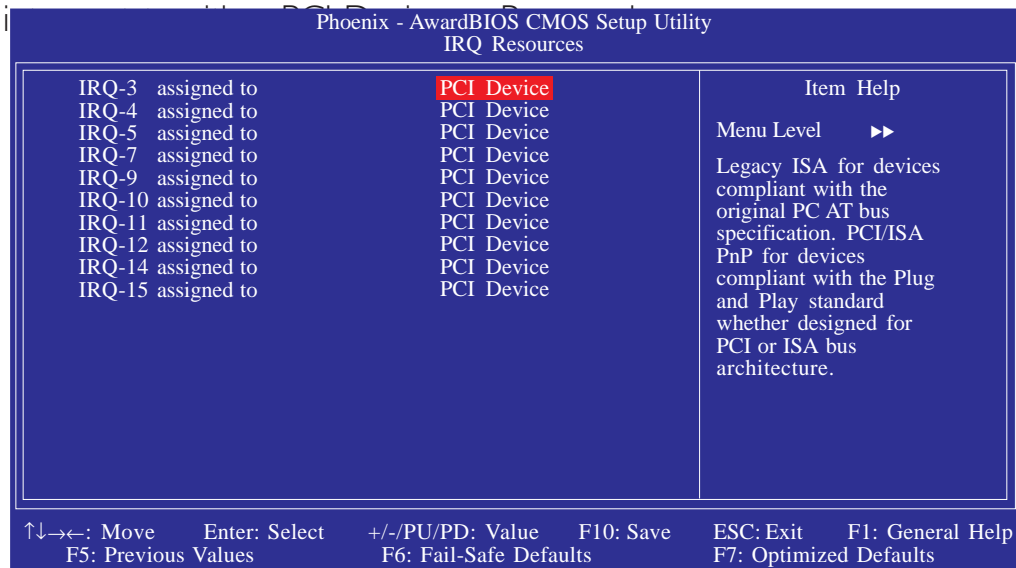 Phoenix - AwardBIOS CMOS Setup Utility
IRQ Resources
IRQ-3 assigned to PCI Device
IRQ-4 assigned to PCI Device
IRQ-5 assigned to PCI Device
IRQ-7 assigned to PCI Device
IRQ-9 assigned to PCI Device
IRQ-10 assigned to PCI Device
IRQ-11 assigned to PCI Device
IRQ-12 assigned to PCI Device
IRQ-14 assigned to PCI Device
IRQ-15 assigned to PCI Device
Item Help
Menu Level ▸▸
Legacy ISA for devices
compliant with the
original PC AT bus
specification. PCI/ISA
PnP for devices
compliant with the Plug
and Play standard
whether designed for
PCI or ISA bus
architecture.
↑↓→←: Move Enter: Select +/-/PU/PD: Value F10: Save ESC: Exit F1: General Help
F5: Previous Values F6: Fail-Safe Defaults F7: Optimized Defaults